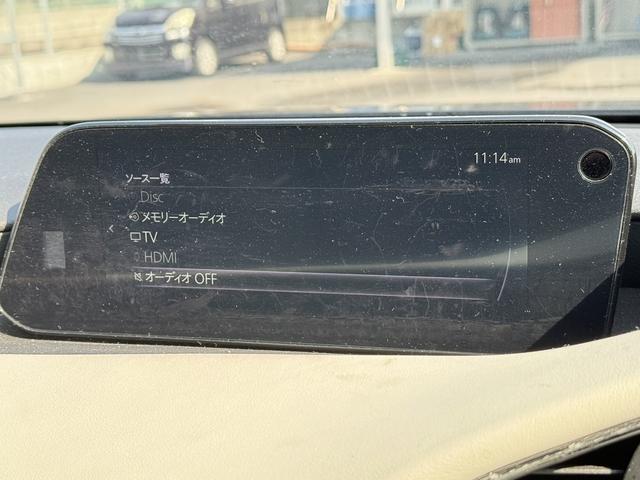 11:14am
ソース一覧
Disc
メモリーオーディオ
TV
HDMI
オーディオ OFF